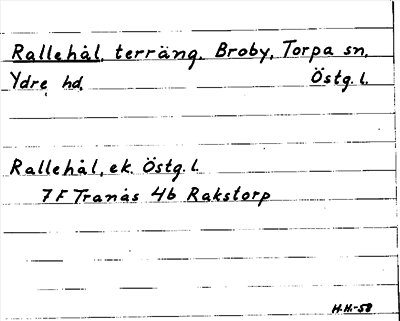 Rallehål, terräng. Broby, Torpa sn,
Ydre hd. Östg. l.
Rallehål, ek. Östg. l.
7 F Tranås 4b Rakstorp
H.H.-58